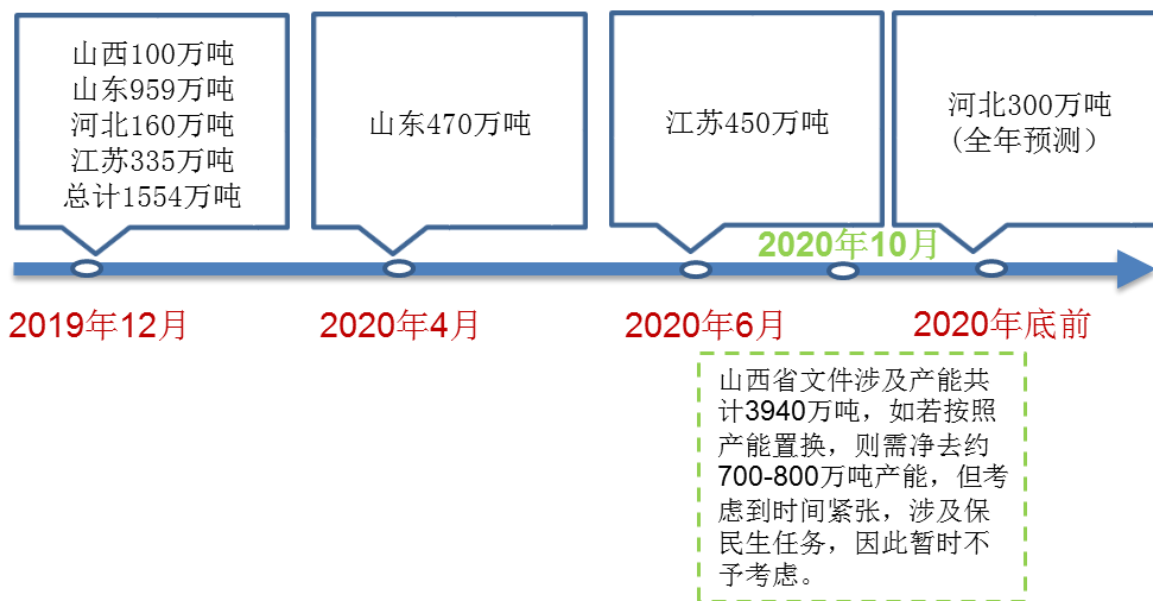 山西100万吨
山东959万吨
河北160万吨
江苏335万吨
总计1554万吨
山东470万吨
江苏450万吨
河北300万吨
(全年预测）
2020年10月
2019年12月
2020年4月
2020年6月
2020年底前
山西省文件涉及产能共
计3940万吨，如若按照
产能置换，则需净去约
700-800万吨产能，但考
虑到时间紧张，涉及保
民生任务，因此暂时不
予考虑。